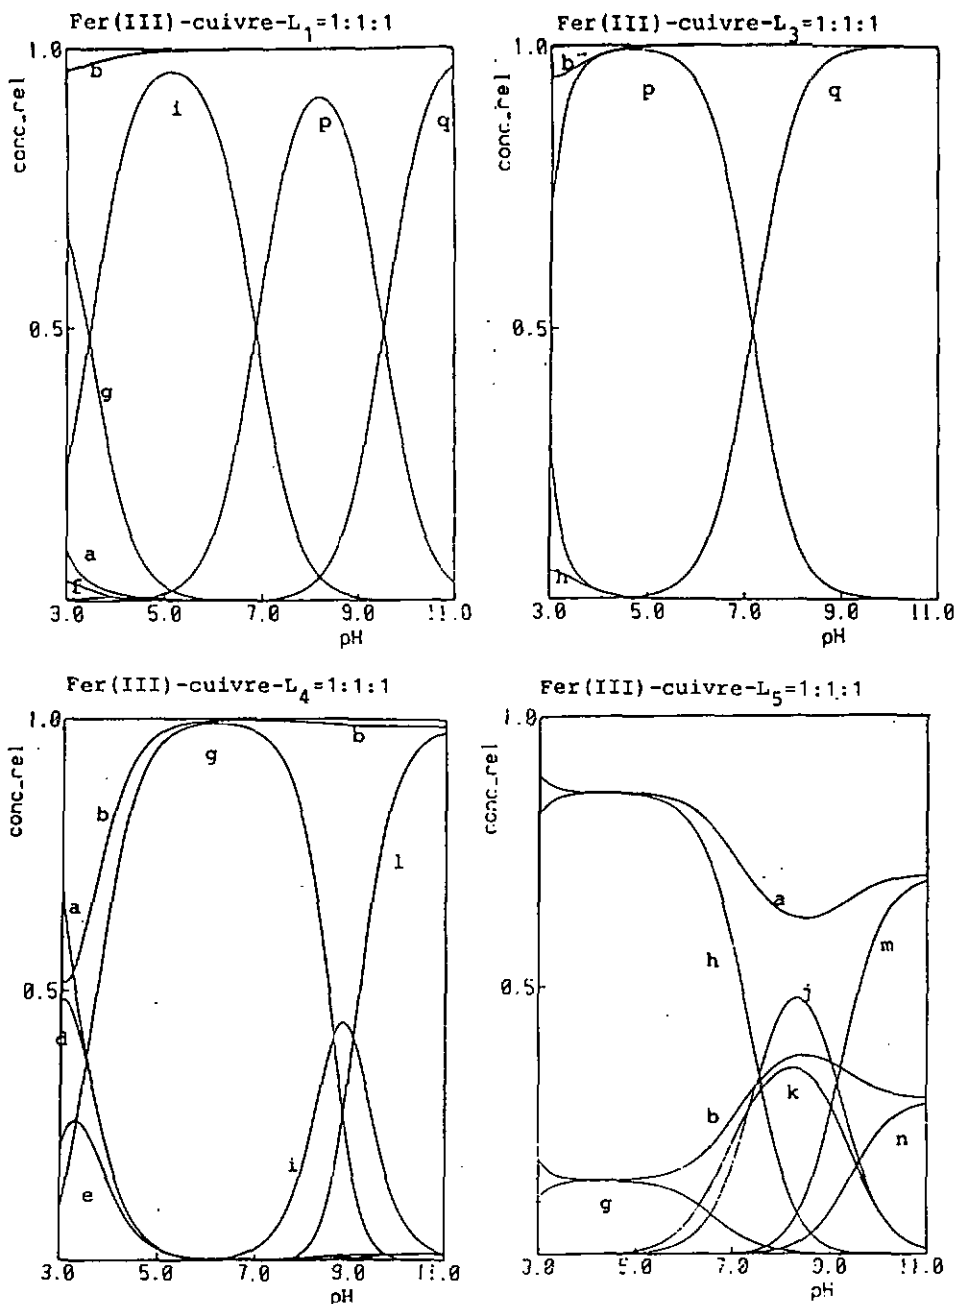 Fer(III)-cuivre-L1=1:1:1
1.0
conc_rel
0.5
b
i
p
q
g
a
f
3.0 5.0 7.0 9.0 11.0
pH
Fer(III)-cuivre-L3=1:1:1
1.0
conc_rel
0.5
b
p
q
h
3.0 5.0 7.0 9.0 11.0
pH
Fer(III)-cuivre-L4=1:1:1
1.0
conc_rel
0.5
g
b
b
a
d
e
i
l
3.0 5.0 7.0 9.0 11.0
pH
Fer(III)-cuivre-L5=1:1:1
1.0
conc_rel
0.5
a
h
m
j
k
b
n
g
3.0 5.0 7.0 9.0 11.0
pH